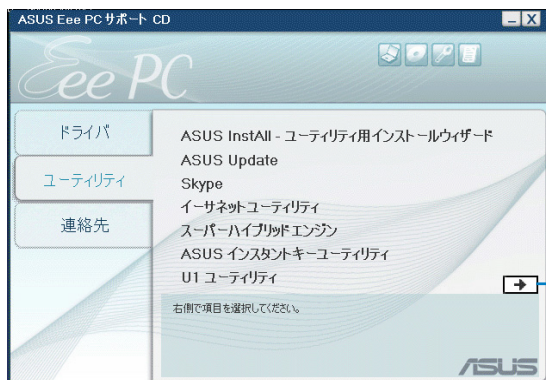 ASUS Eee PC サポート CD
Eee PC
ドライバ
ユーティリティ
連絡先
ASUS InstAll - ユーティリティ用インストールウィザード
ASUS Update
Skype
イーサネットユーティリティ
スーパーハイブリッドエンジン
ASUS インスタントキーユーティリティ
U1 ユーティリティ
右側で項目を選択してください。
ASUS